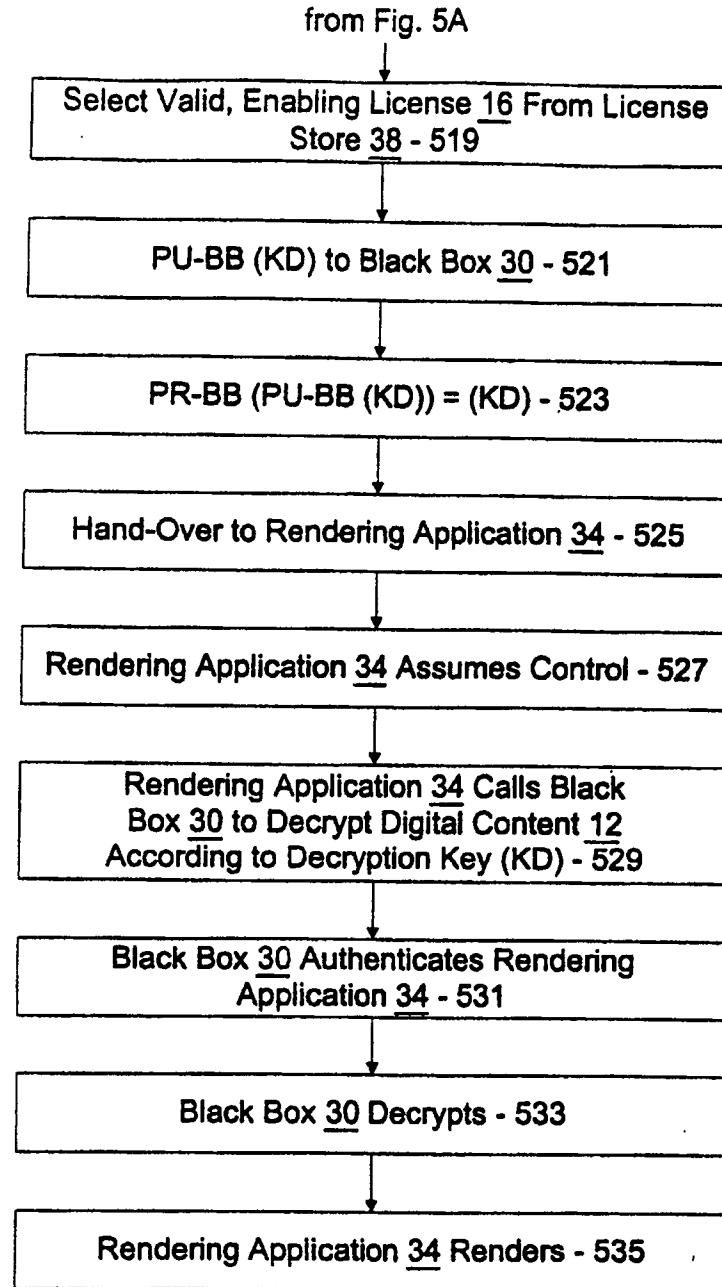 from Fig. 5A
Select Valid, Enabling License 16 From License
Store 38 - 519
PU-BB (KD) to Black Box 30 - 521
PR-BB (PU-BB (KD)) = (KD) - 523
Hand-Over to Rendering Application 34 - 525
Rendering Application 34 Assumes Control - 527
Rendering Application 34 Calls Black
Box 30 to Decrypt Digital Content 12
According to Decryption Key (KD) - 529
Black Box 30 Authenticates Rendering
Application 34 - 531
Black Box 30 Decrypts - 533
Rendering Application 34 Renders - 535